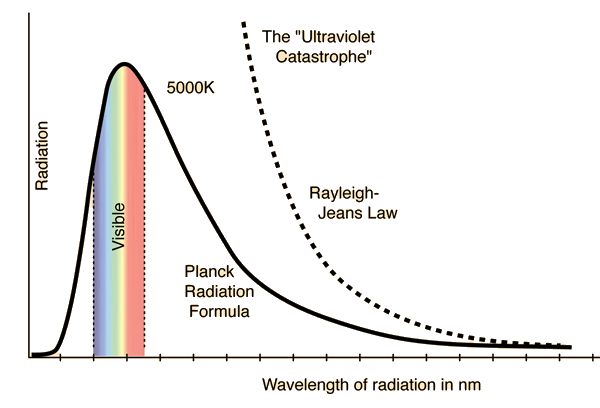 The "Ultraviolet
Catastrophe"
5000K
Radiation
Visible
Rayleigh-
Jeans Law
Planck
Radiation
Formula
Wavelength of radiation in nm